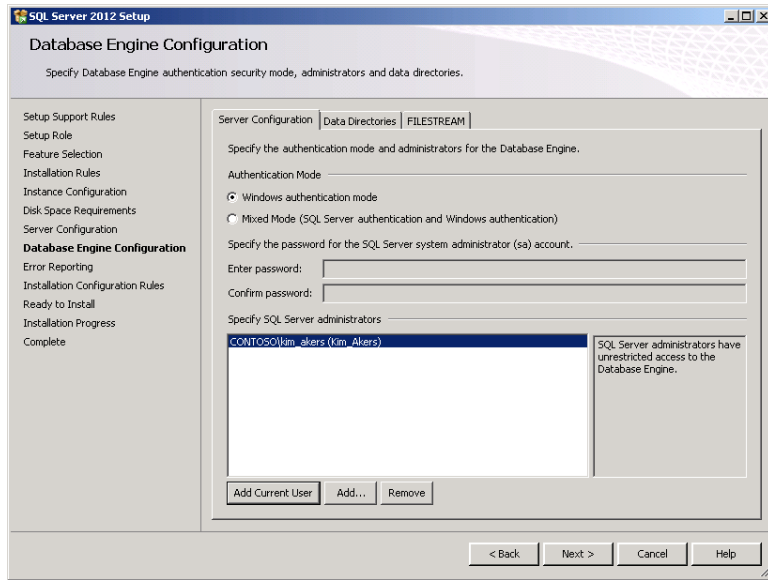 SQL Server 2012 Setup
Database Engine Configuration
Specify Database Engine authentication security mode, administrators and data directories.
Setup Support Rules
Setup Role
Feature Selection
Installation Rules
Instance Configuration
Disk Space Requirements
Server Configuration
Database Engine Configuration
Error Reporting
Installation Configuration Rules
Ready to Install
Installation Progress
Complete
Server Configuration Data Directories FILESTREAM
Specify the authentication mode and administrators for the Database Engine.
Authentication Mode
Windows authentication mode
Mixed Mode (SQL Server authentication and Windows authentication)
Specify the password for the SQL Server system administrator (sa) account.
Enter password:
Confirm password:
Specify SQL Server administrators
CONTOSO\kim_akers (Kim_Akers)
SQL Server administrators have
unrestricted access to the
Database Engine.
Add Current User Add... Remove
< Back Next > Cancel Help